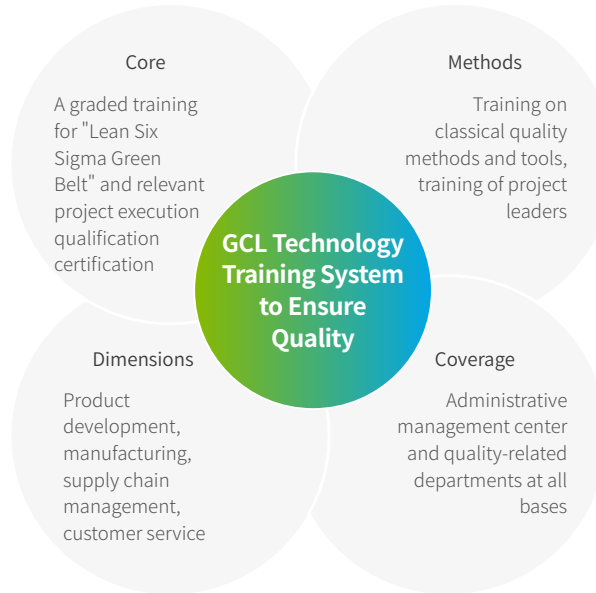 Core
A graded training
for "Lean Six
Sigma Green
Belt" and relevant
project execution
qualification
certification
Methods
Training on
classical quality
methods and tools,
training of project
leaders
GCL Technology
Training System
to Ensure
Quality
Dimensions
Product
development,
manufacturing,
supply chain
management,
customer service
Coverage
Administrative
management center
and quality-related
departments at all
bases